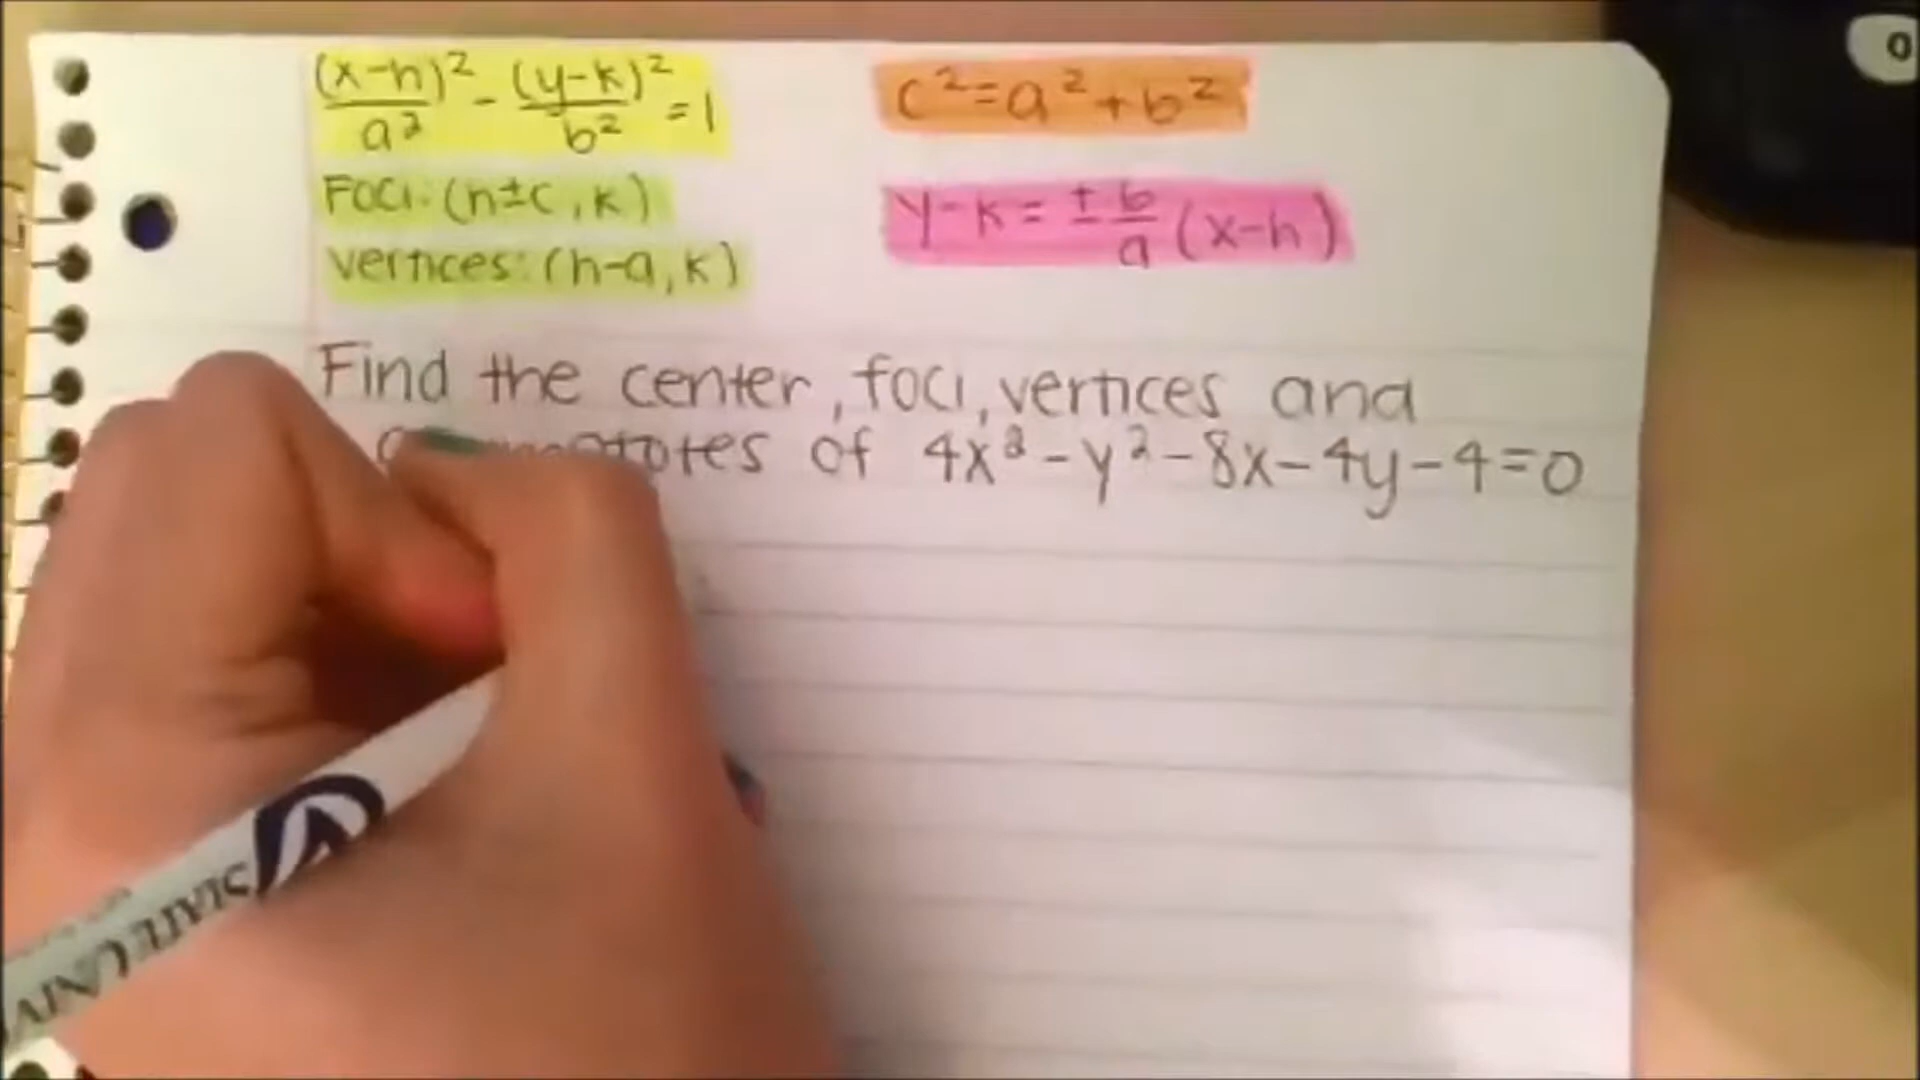 (x-h)² / a² - (y-k)² / b² = 1
Foci: (h±c, k)
vertices: (h-a, k)
c²=a²+b²
y-k= ± b/a (x-h)
Find the center, foci, vertices and
of 4x²-y²-8x-4y-4=0
0